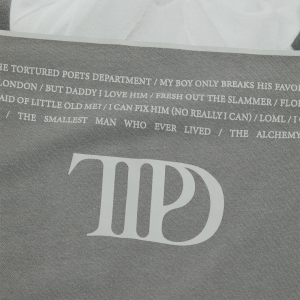 SE TORTURED POETS DEPARTMENT / MY BOY ONLY BREAKS HIS FAVO
LONDON / BUT DADDY I LOVE HIM / FRESH OUT THE SLAMMER / FLO
AID OF LITTLE OLD ME? / I CAN FIX HIM (NO REALLY I CAN) / LOML / I
/ THE SMALLEST MAN WHO EVER LIVED / THE ALCHEMY
TTPD